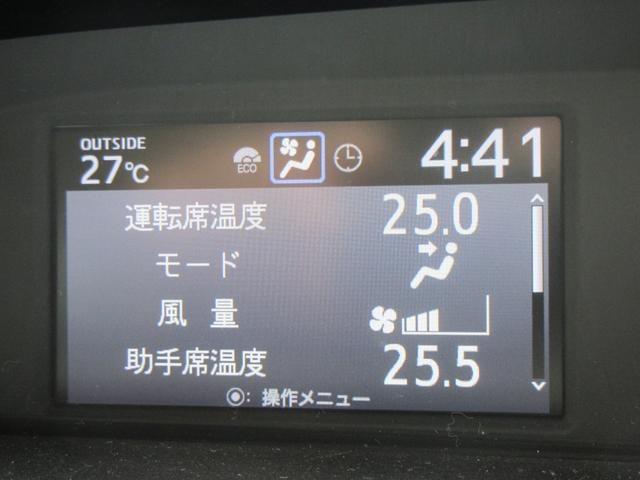 OUTSIDE
27℃ ECO 4:41
運転席温度 25.0
モード
風量
助手席温度 25.5
◉: 操作メニュー